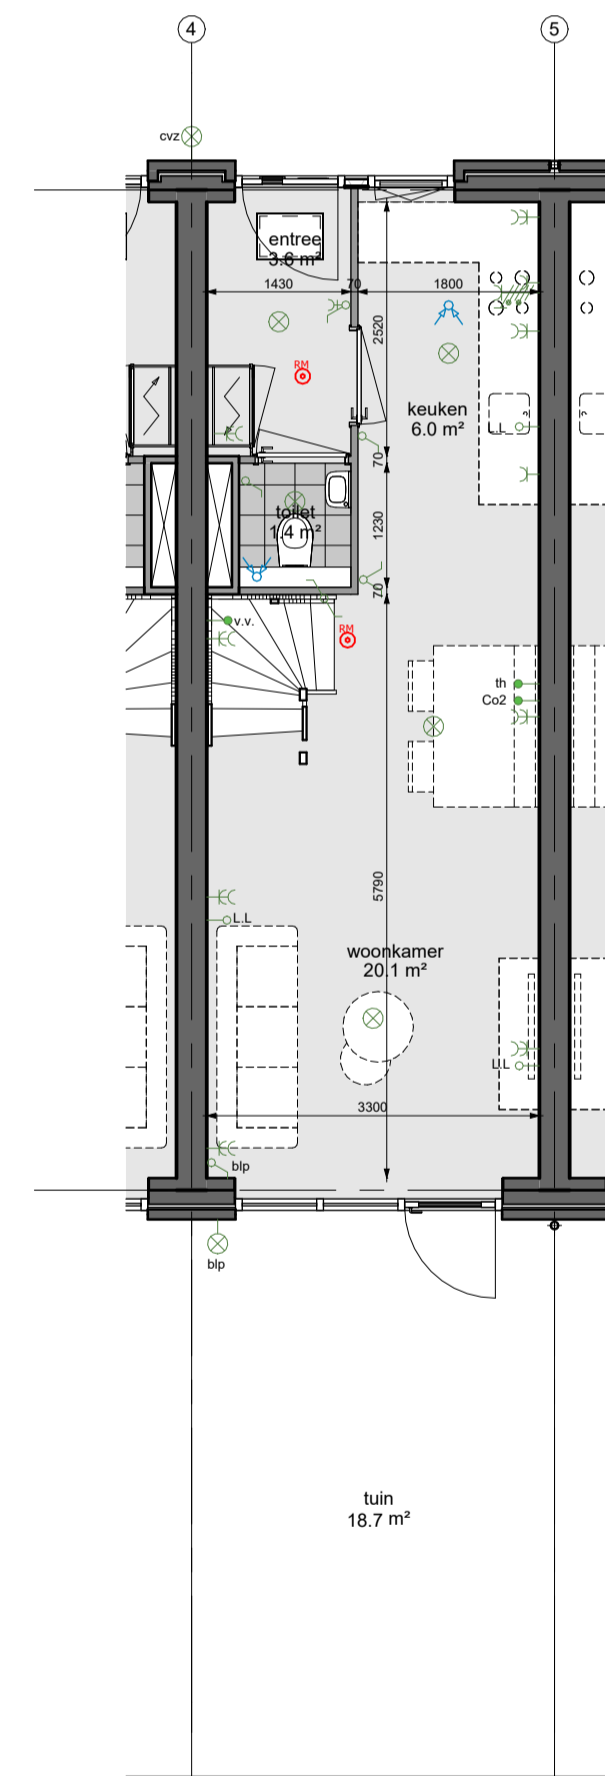 4
5
cvz
entree
3.6 m²
1430
70
1800
2520
RM
keuken
6.0 m²
L.L
70
toilet
1.4 m²
1230
70
v.v.
RM
th
Co2
5790
L.L
woonkamer
20.1 m²
L.L
3300
blp
blp
tuin
18.7 m²